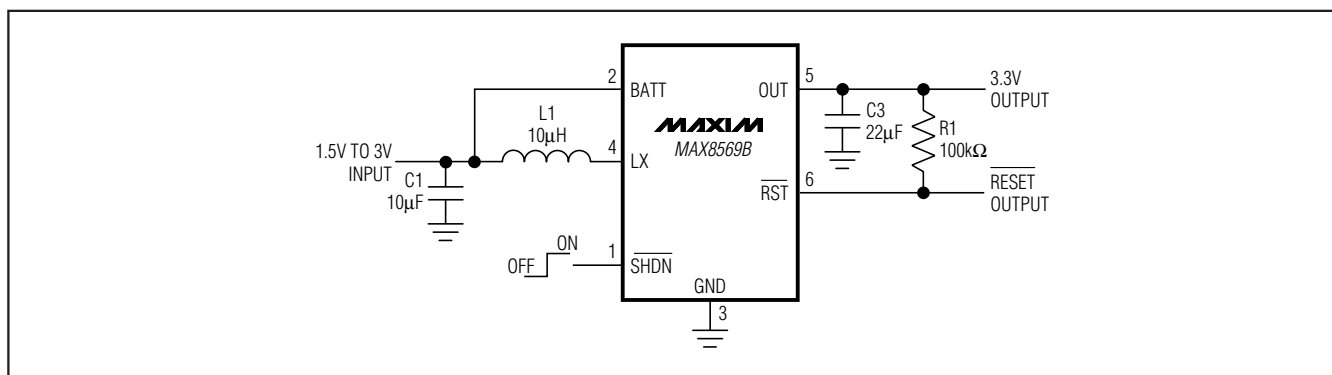 2
BATT
OUT
5
3.3V
OUTPUT
L1
10µH
MAXIM
MAX8569B
C3
22µF
R1
100kΩ
1.5V TO 3V
INPUT
4
LX
C1
10µF
RST
6
RESET
OUTPUT
OFF
ON
1
SHDN
GND
3